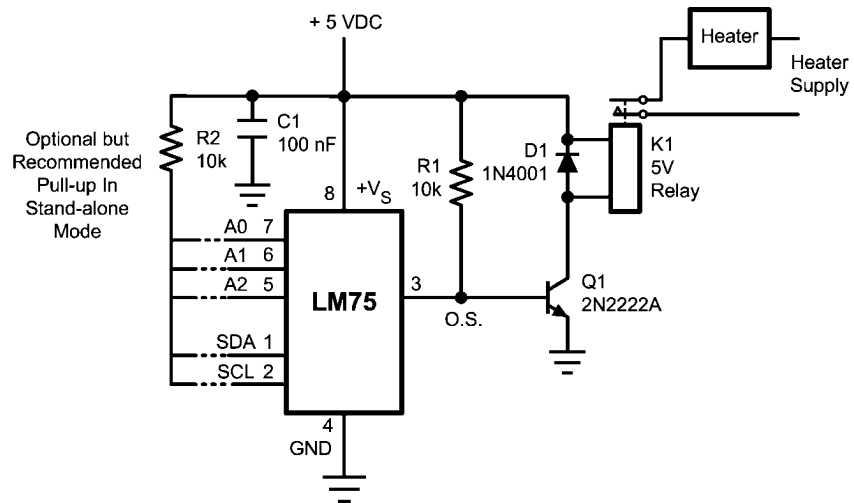 + 5 VDC
Heater
Heater
Supply
Optional but
Recommended
Pull-up In
Stand-alone
Mode
R2
10k
C1
100 nF
R1
10k
D1
1N4001
K1
5V
Relay
8
+VS
A0 7
A1 6
A2 5
SDA 1
SCL 2
LM75
3
O.S.
Q1
2N2222A
4
GND